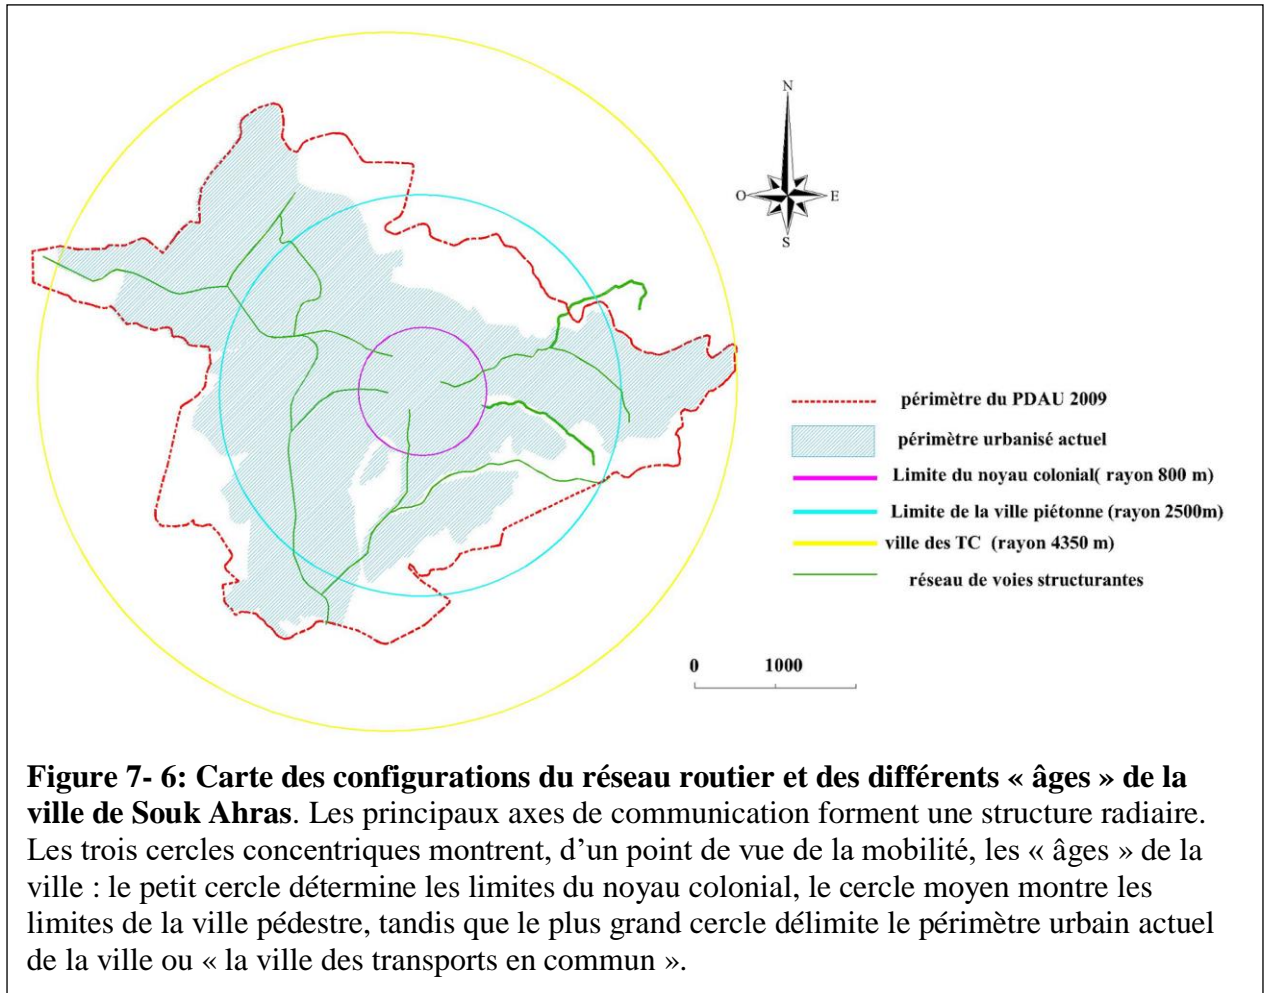 N
O
E
S
périmètre du PDAU 2009
périmètre urbanisé actuel
Limite du noyau colonial( rayon 800 m)
Limite de la ville piétonne (rayon 2500m)
ville des TC (rayon 4350 m)
réseau de voies structurantes
0 1000
Figure 7- 6: Carte des configurations du réseau routier et des différents « âges » de la
ville de Souk Ahras. Les principaux axes de communication forment une structure radiaire.
Les trois cercles concentriques montrent, d’un point de vue de la mobilité, les « âges » de la
ville : le petit cercle détermine les limites du noyau colonial, le cercle moyen montre les
limites de la ville pédestre, tandis que le plus grand cercle délimite le périmètre urbain actuel
de la ville ou « la ville des transports en commun ».